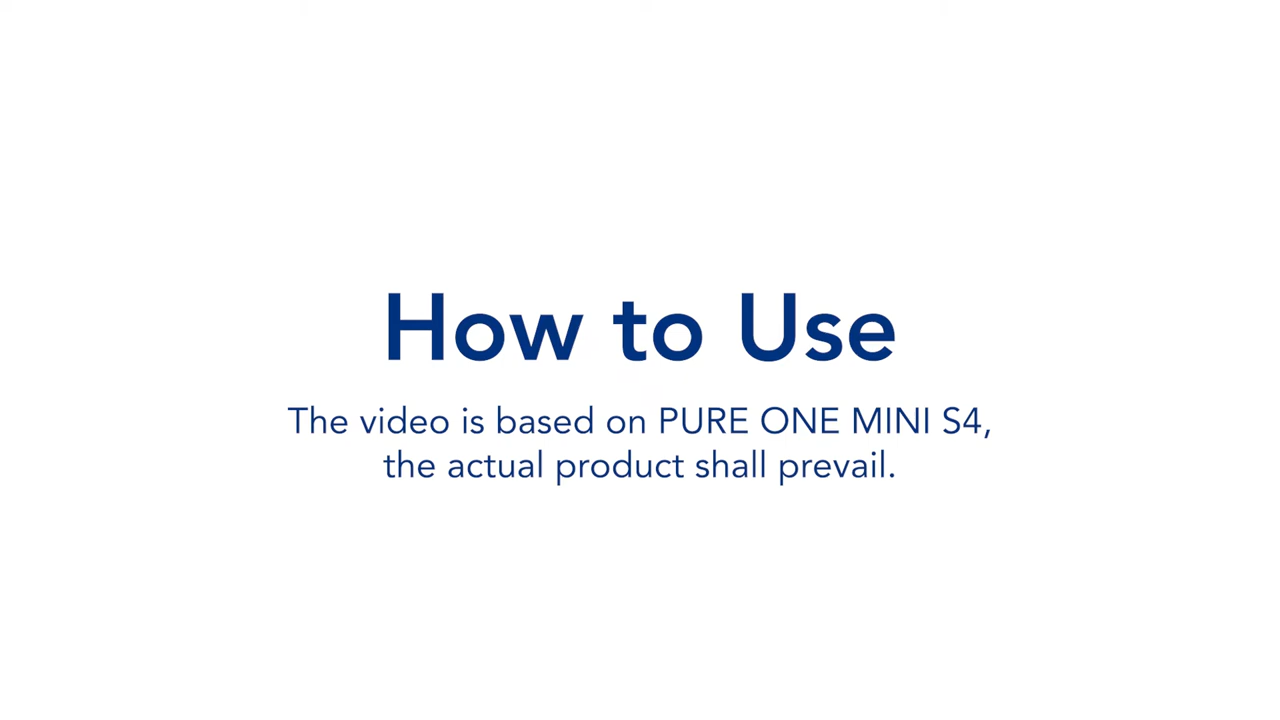 How to Use
The video is based on PURE ONE MINI S4,
the actual product shall prevail.